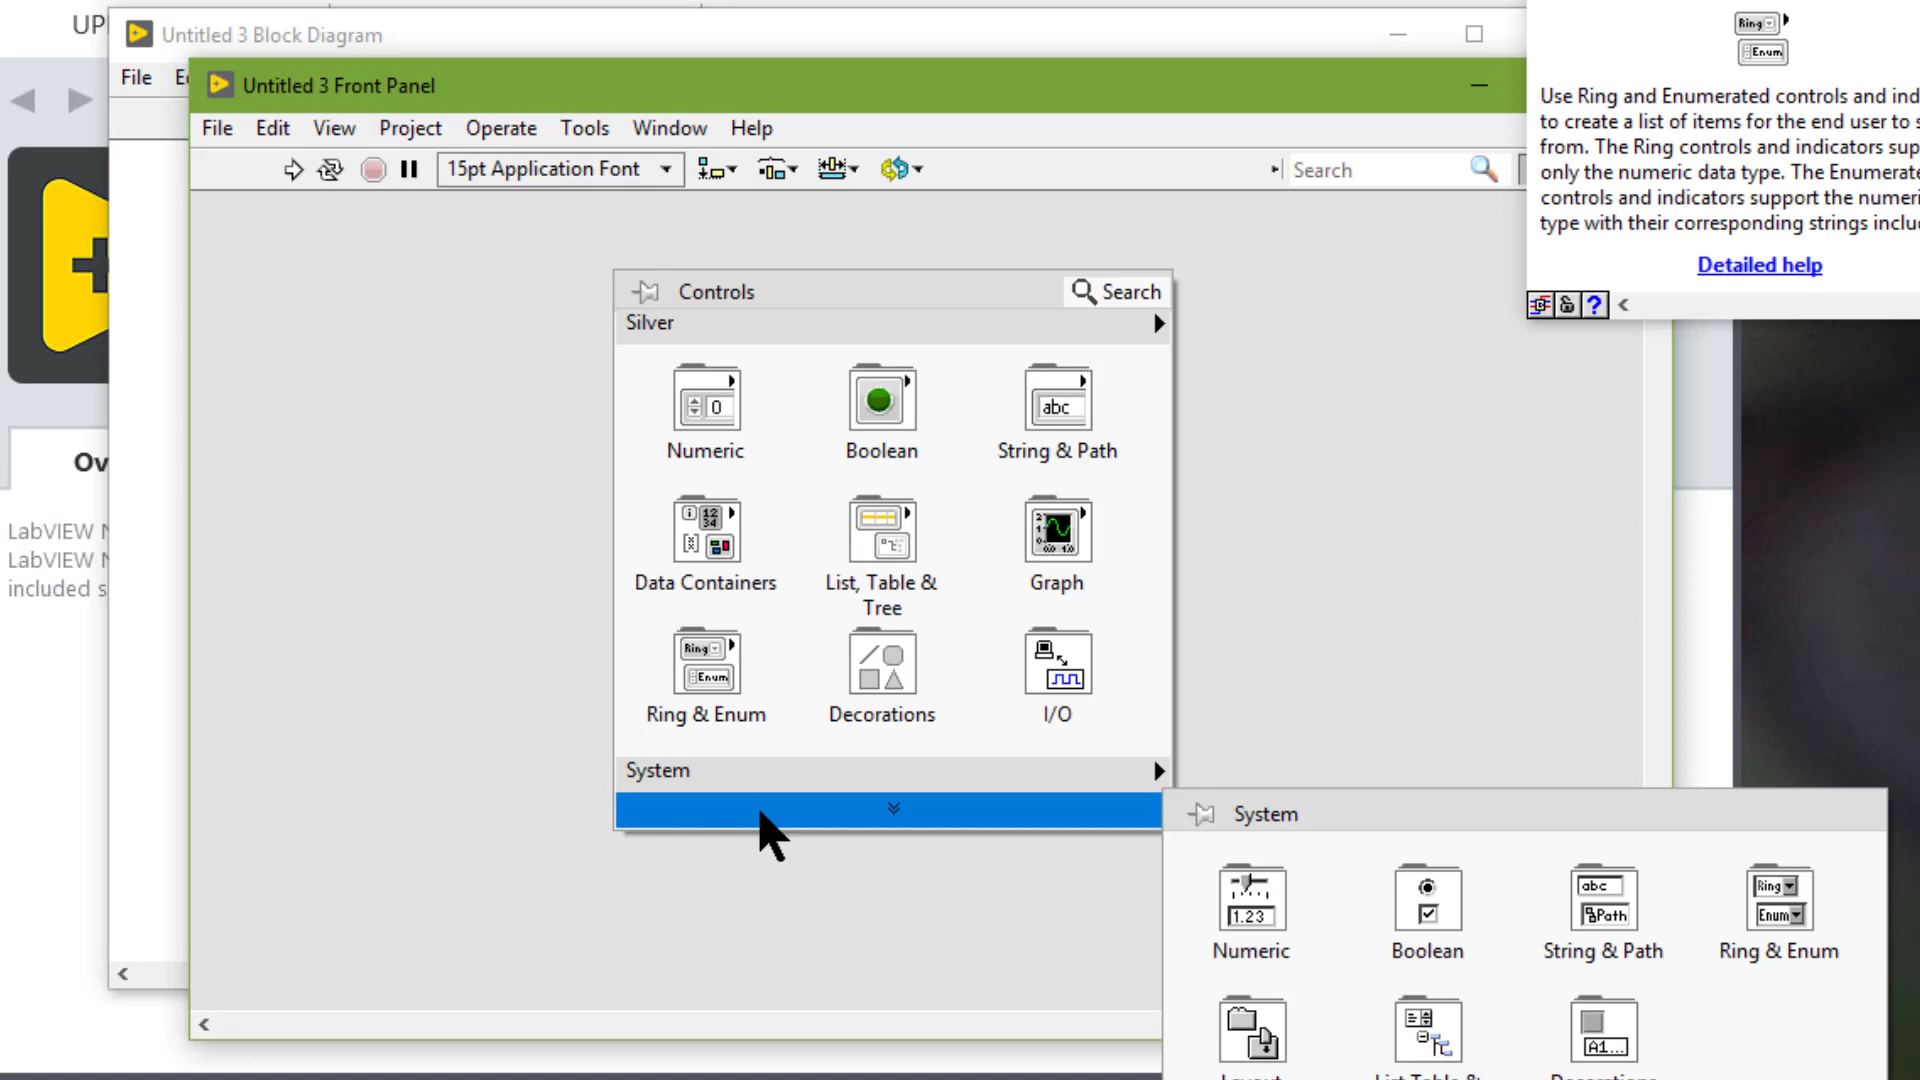 UP
Untitled 3 Block Diagram
File
Untitled 3 Front Panel
File Edit View Project Operate Tools Window Help
15pt Application Font
Search
Ring
Enum
Use Ring and Enumerated controls and ind
to create a list of items for the end user to s
from. The Ring controls and indicators sup
only the numeric data type. The Enumerate
controls and indicators support the numeri
type with their corresponding strings inclu
Detailed help
Controls
Search
Silver
0
abc
Numeric
Boolean
String & Path
Data Containers
List, Table &
Tree
Graph
Ring
Enum
Ring & Enum
Decorations
I/O
System
Ov
LabVIEW N
LabVIEW N
included s
System
1.23
abc
Path
Ring
Enum
Numeric
Boolean
String & Path
Ring & Enum
A1...